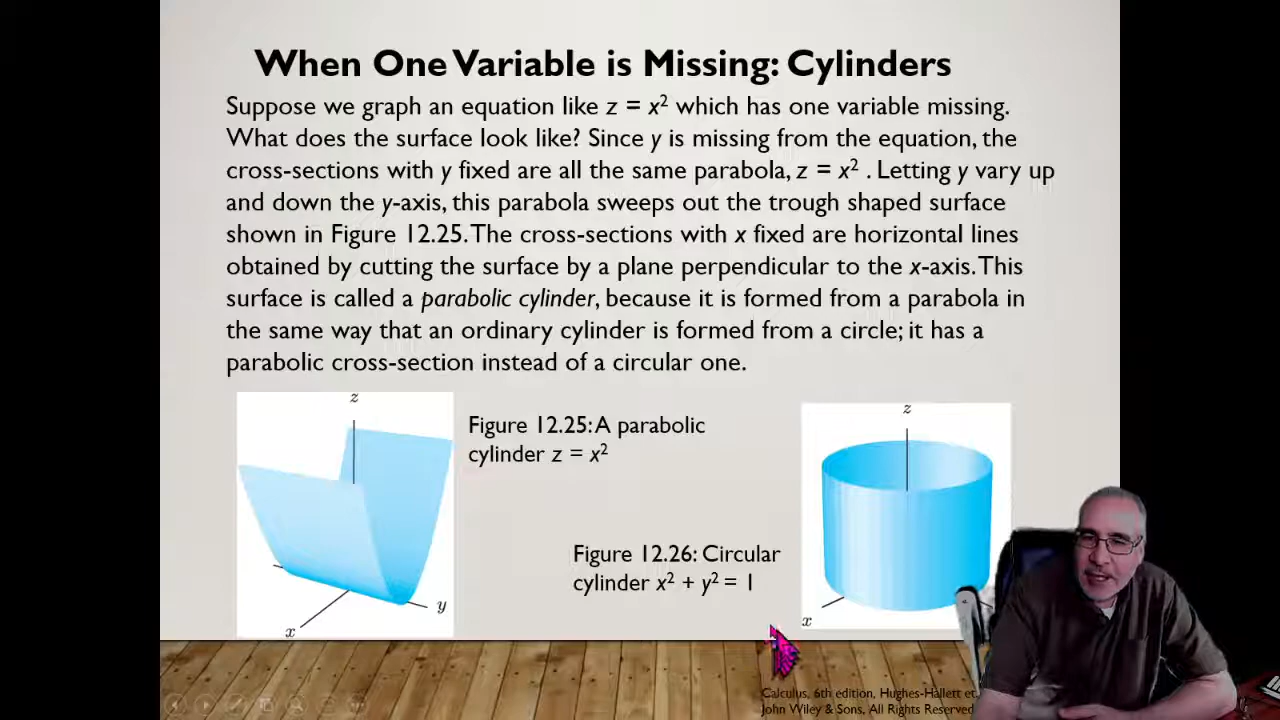 When One Variable is Missing: Cylinders
Suppose we graph an equation like z = x² which has one variable missing.
What does the surface look like? Since y is missing from the equation, the
cross-sections with y fixed are all the same parabola, z = x² . Letting y vary up
and down the y-axis, this parabola sweeps out the trough shaped surface
shown in Figure 12.25. The cross-sections with x fixed are horizontal lines
obtained by cutting the surface by a plane perpendicular to the x-axis. This
surface is called a parabolic cylinder, because it is formed from a parabola in
the same way that an ordinary cylinder is formed from a circle; it has a
parabolic cross-section instead of a circular one.
z
y
x
Figure 12.25: A parabolic
cylinder z = x²
Figure 12.26: Circular
cylinder x² + y² = 1
z
x
Calculus, 6th edition, Hughes-Hallett et.
John Wiley & Sons, All Rights Reserved